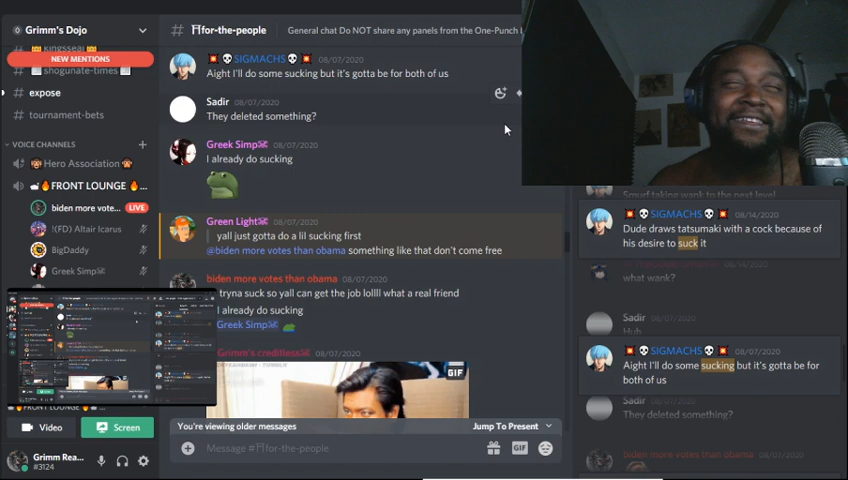 Grimm's Dojo
for-the-people
General chat Do NOT share any panels from the One-Punch
kingsseat
NEW MENTIONS
shogunate-times
expose
tournament-bets
VOICE CHANNELS
Hero Association
FRONT LOUNGE
biden more vote... LIVE
!(FD) Altair Icarus
BigDaddy
Greek Simp
FRONT LOUNGE
Video
Screen
Grimm Rea...
#3124
SIGMACHS 08/07/2020
Aight I'll do some sucking but it's gotta be for both of us
Sadir 08/07/2020
They deleted something?
Greek Simp 08/07/2020
I already do sucking
Green Light 08/07/2020
yall just gotta do a lil sucking first
@biden more votes than obama something like that don't come free
biden more votes than obama 08/07/2020
tryna suck so yall can get the job lollll what a real friend
I already do sucking
Greek Simp
Grimm's creditless 08/07/2020
GIF
You're viewing older messages
Jump To Present
Message #for-the-people
GIF
Smurf taking wank to the next level
SIGMACHS 08/14/2020
Dude draws tatsumaki with a cock because of
his desire to suck it
08/14/2020
what wank?
Sadir 08/07/2020
Huh
SIGMACHS 08/07/2020
Aight I'll do some sucking but it's gotta be for
both of us
Sadir 08/07/2020
They deleted something?
biden more votes than obama 08/07/2020